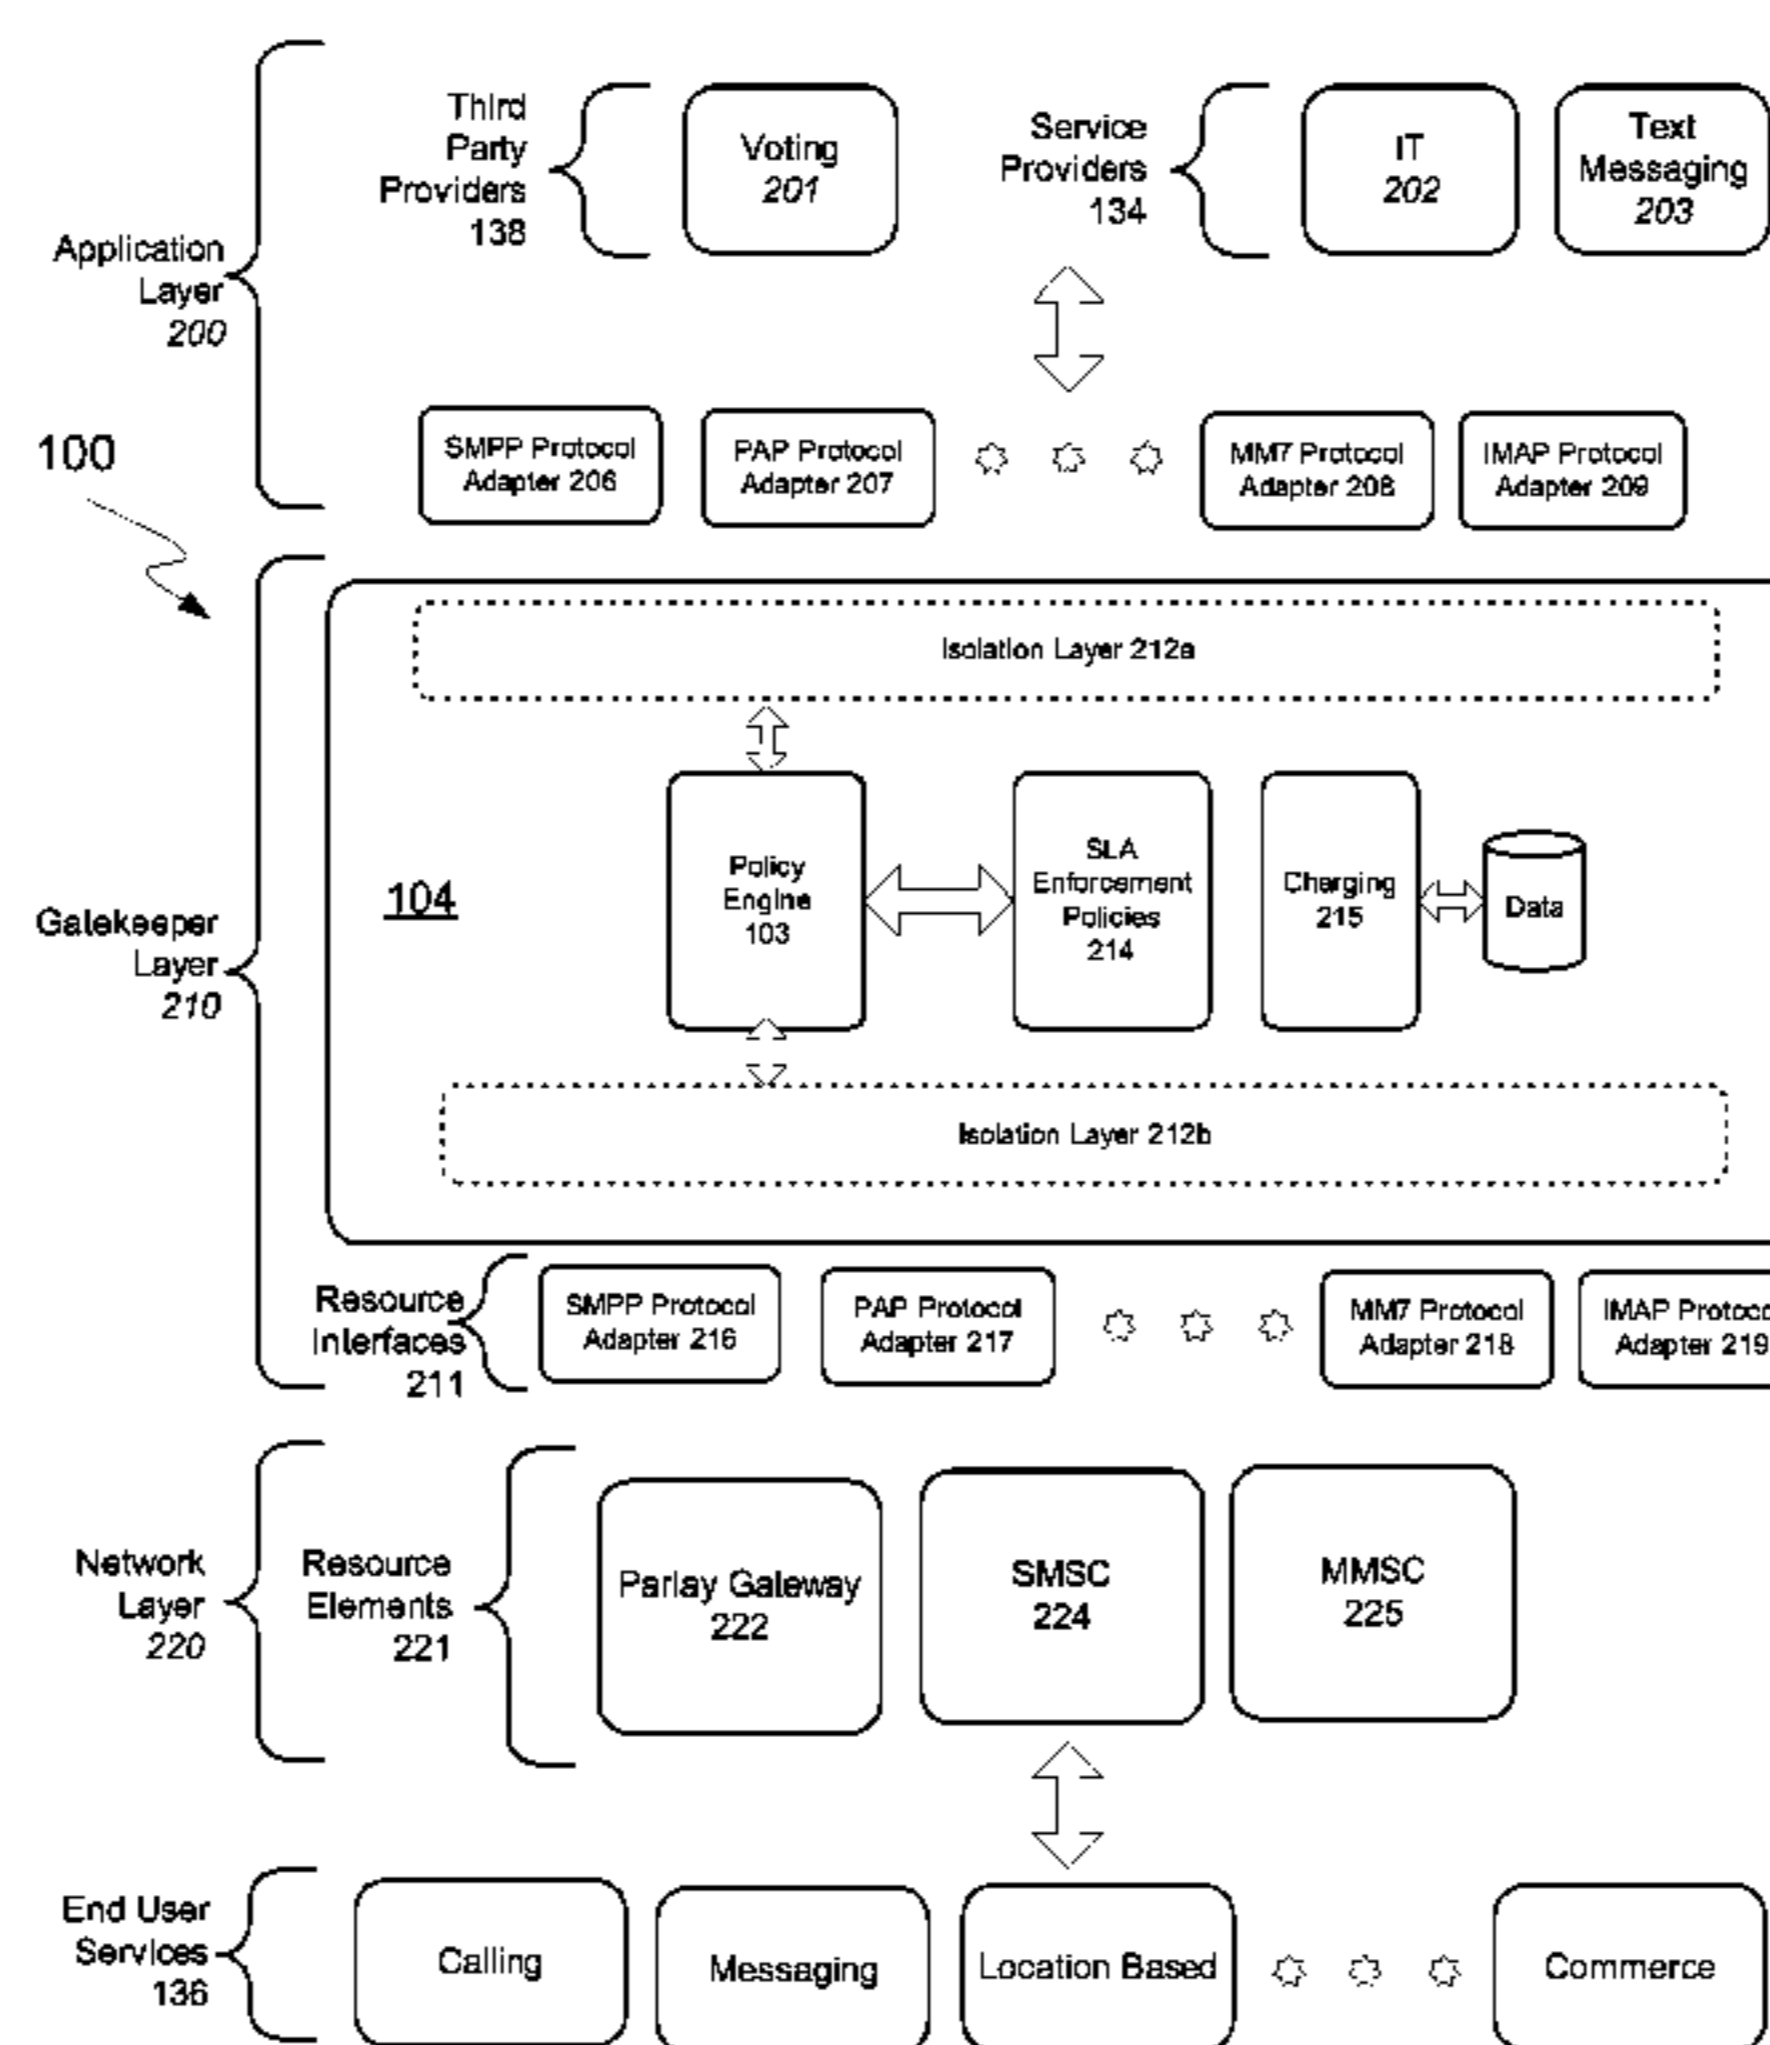 Third
Party
Providers
138
Voting
201
Service
Providers
134
IT
202
Text
Messaging
203
Application
Layer
200
100
SMPP Protocol
Adapter 206
PAP Protocol
Adapter 207
MM7 Protocol
Adapter 208
IMAP Protocol
Adapter 209
Isolation Layer 212a
104
Policy
Engine
103
SLA
Enforcement
Policies
214
Charging
215
Data
Gatekeeper
Layer
210
Isolation Layer 212b
Resource
Interfaces
211
SMPP Protocol
Adapter 216
PAP Protocol
Adapter 217
MM7 Protocol
Adapter 218
IMAP Protoco
Adapter 219
Network
Layer
220
Resource
Elements
221
Parlay Gateway
222
SMSC
224
MMSC
225
End User
Services
136
Calling
Messaging
Location Based
Commerce